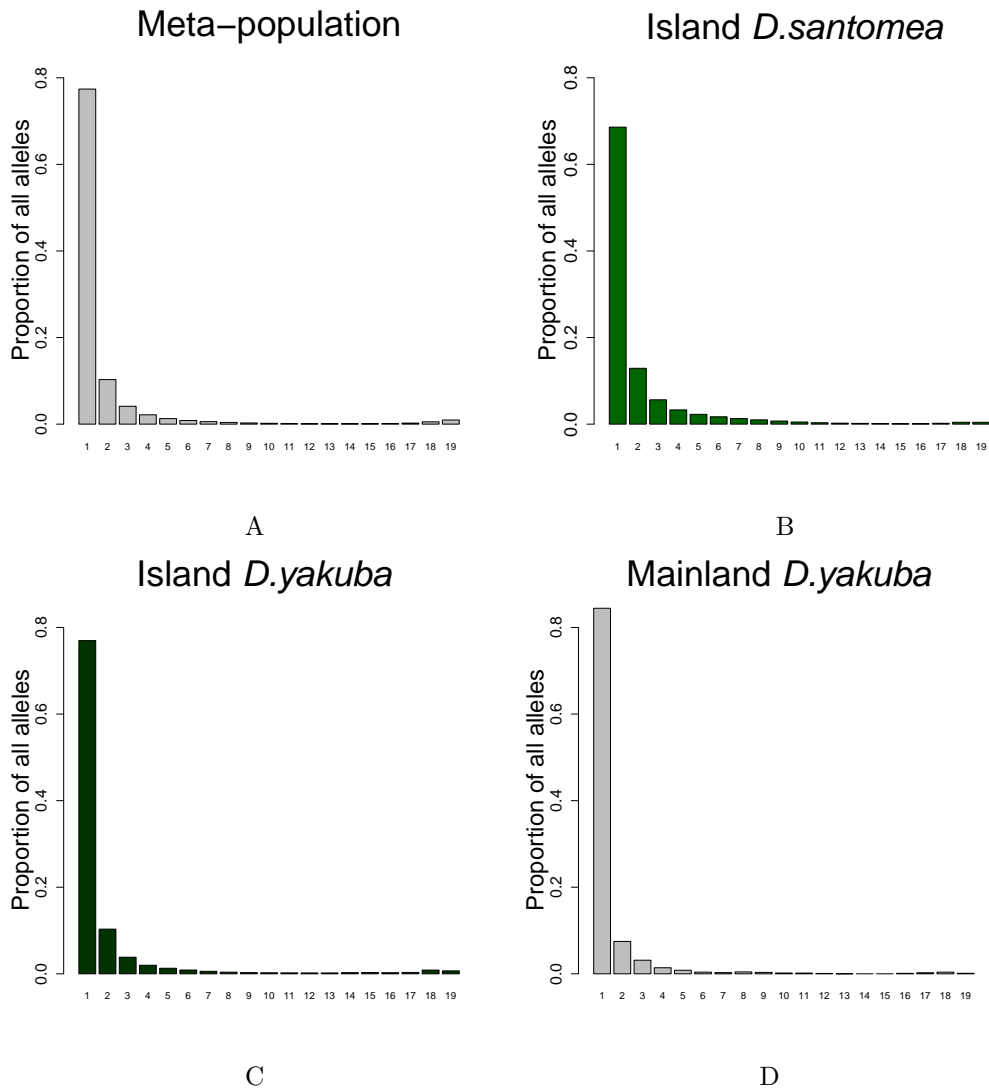 Meta−population
Proportion of all alleles
0.0 0.2 0.4 0.6 0.8
1 2 3 4 5 6 7 8 9 10 11 12 13 14 15 16 17 18 19
A
Island D.santomea
Proportion of all alleles
0.0 0.2 0.4 0.6 0.8
1 2 3 4 5 6 7 8 9 10 11 12 13 14 15 16 17 18 19
B
Island D.yakuba
Proportion of all alleles
0.0 0.2 0.4 0.6 0.8
1 2 3 4 5 6 7 8 9 10 11 12 13 14 15 16 17 18 19
C
Mainland D.yakuba
Proportion of all alleles
0.0 0.2 0.4 0.6 0.8
1 2 3 4 5 6 7 8 9 10 11 12 13 14 15 16 17 18 19
D